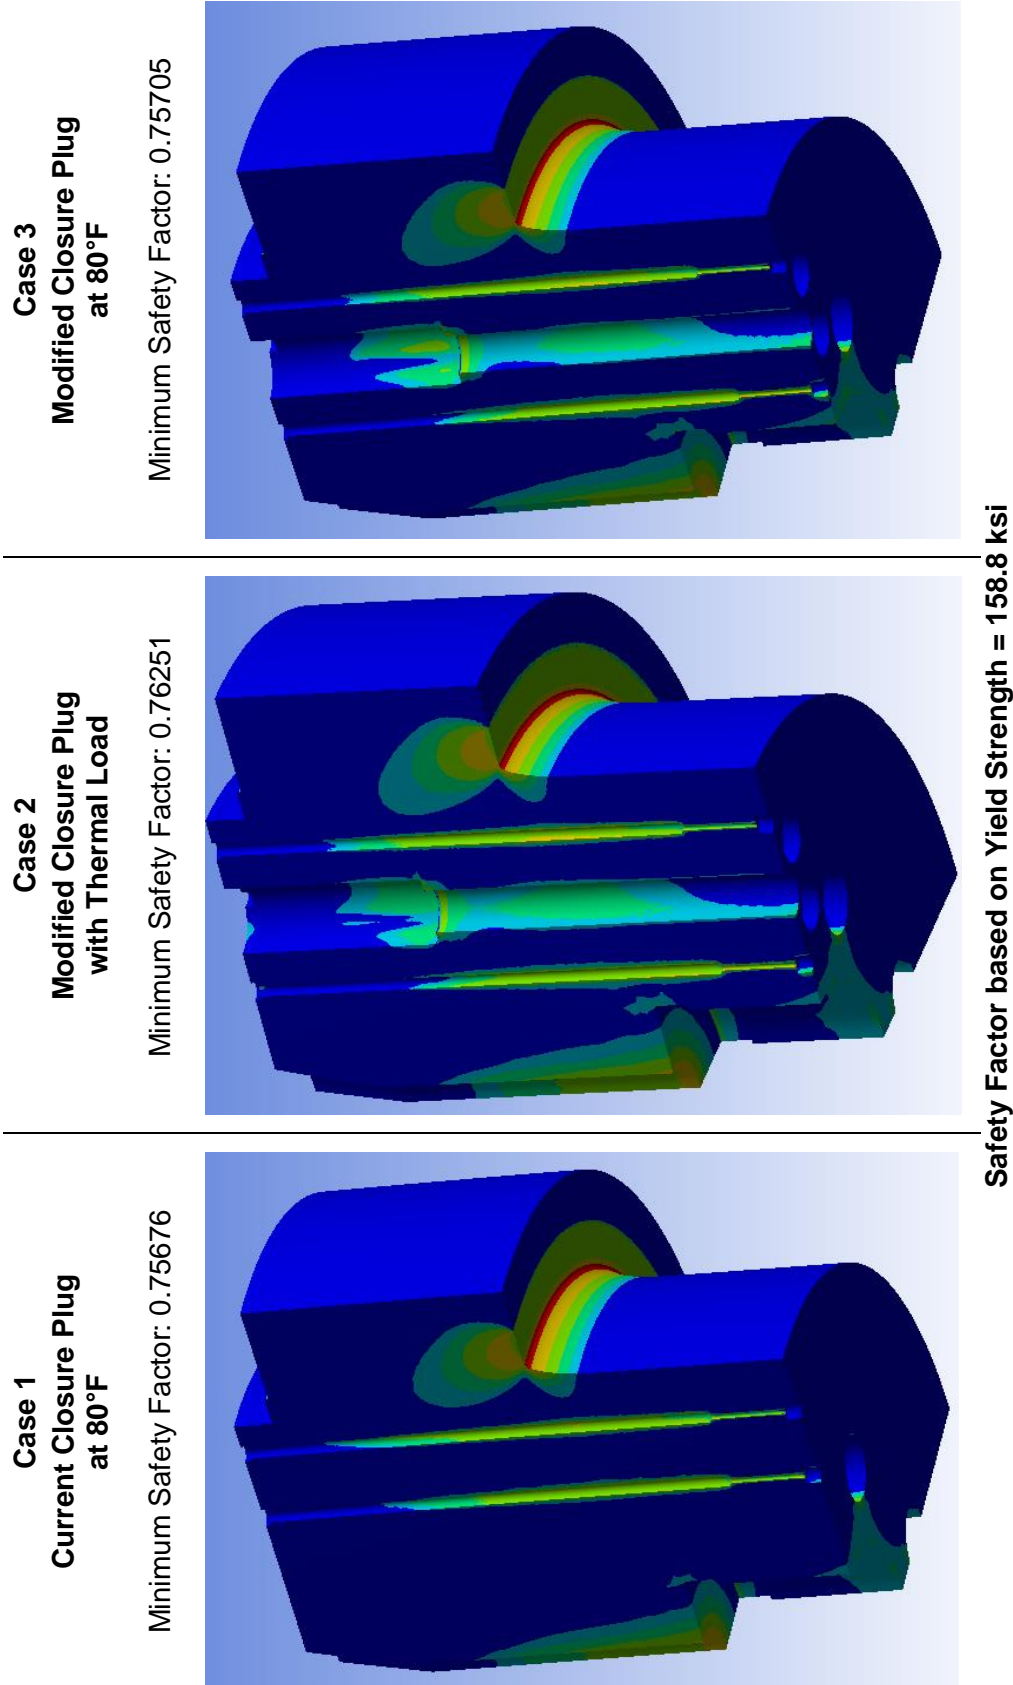 Case 1
Current Closure Plug
at 80°F
Minimum Safety Factor: 0.75676
Case 2
Modified Closure Plug
with Thermal Load
Minimum Safety Factor: 0.76251
Case 3
Modified Closure Plug
at 80°F
Minimum Safety Factor: 0.75705
Safety Factor based on Yield Strength = 158.8 ksi